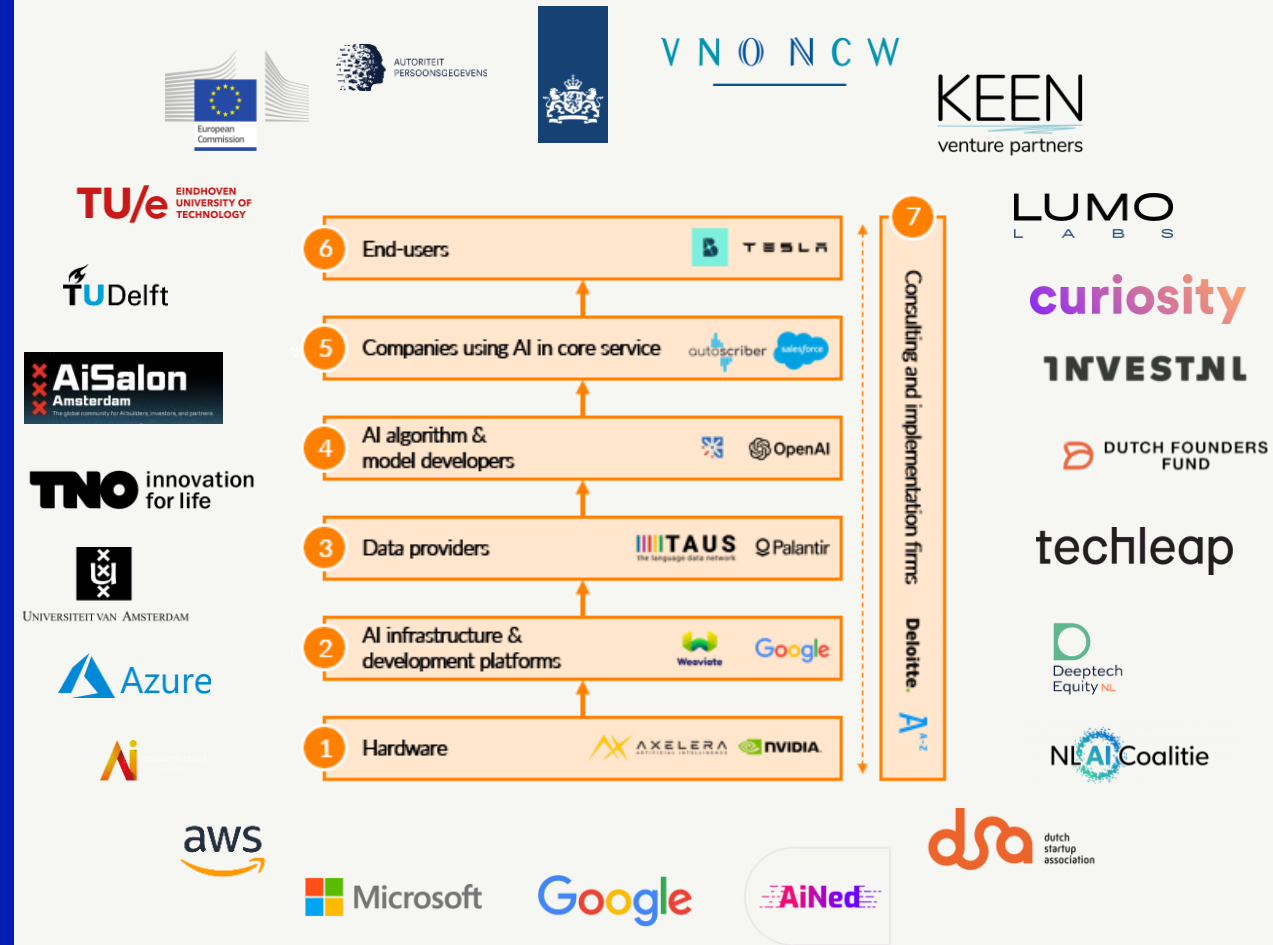 European
Commission
AUTORITEIT
PERSOONSGEGEVENS
VNO NCW
KEEN
venture partners
TU/e EINDHOVEN
UNIVERSITY OF
TECHNOLOGY
TUDelft
AiSalon
Amsterdam
The global community for AI builders, investors, and partners.
TNO innovation
for life
UNIVERSITEIT VAN AMSTERDAM
Azure
Ai
aws
Microsoft
Google
AiNed
6 End-users
B TESLA
5 Companies using AI in core service
autoscriber salesforce
4 AI algorithm &
model developers
OpenAI
3 Data providers
TAUS
the language data network
Palantir
2 AI infrastructure &
development platforms
Weaviate Google
1 Hardware
AXELERA
ARTIFICIAL INTELLIGENCE
NVIDIA.
7
Consulting and implementation firms
Deloitte.
A-Z
LUMO
LABS
curiosity
INVEST.NL
DUTCH FOUNDERS
FUND
techleap
Deeptech
Equity NL
NL AI Coalitie
dsa dutch
startup
association